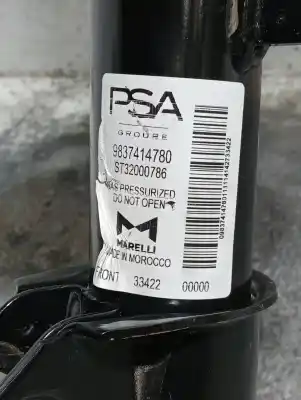 PSA
GROUPE
9837414780
ST32000786
GAS PRESSURIZED
DO NOT OPEN
MARELLI
MADE IN MOROCCO
FRONT 33422 00000